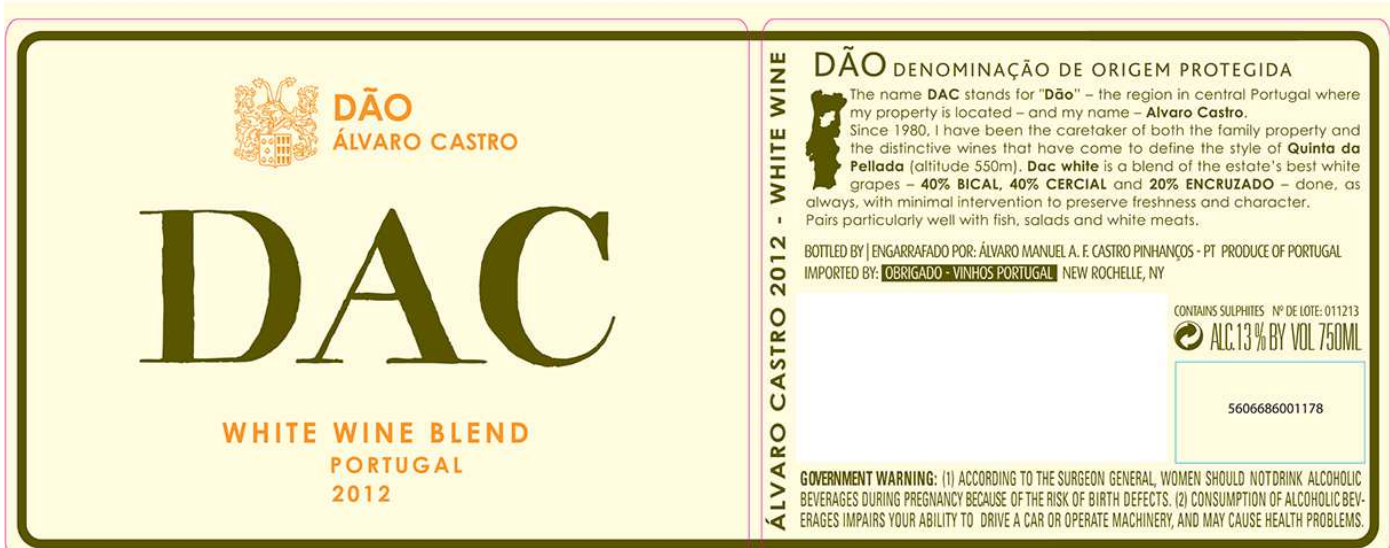 DÃO
ÁLVARO CASTRO
DAC
WHITE WINE BLEND
PORTUGAL
2012
ÁLVARO CASTRO 2012 - WHITE WINE
DÃO DENOMINAÇÃO DE ORIGEM PROTEGIDA
The name DAC stands for "Dão" – the region in central Portugal where
my property is located – and my name – Alvaro Castro.
Since 1980, I have been the caretaker of both the family property and
the distinctive wines that have come to define the style of Quinta da
Pellada (altitude 550m). Dac white is a blend of the estate's best white
grapes – 40% BICAL, 40% CERCIAL and 20% ENCRUZADO – done, as
always, with minimal intervention to preserve freshness and character.
Pairs particularly well with fish, salads and white meats.
BOTTLED BY | ENGARRAFADO POR: ÁLVARO MANUEL A. F. CASTRO PINHANÇOS - PT PRODUCE OF PORTUGAL
IMPORTED BY: OBRIGADO - VINHOS PORTUGAL NEW ROCHELLE, NY
CONTAINS SULPHITES Nº DE LOTE: 011213
ALC.13 % BY VOL 750ML
5606686001178
GOVERNMENT WARNING: (1) ACCORDING TO THE SURGEON GENERAL, WOMEN SHOULD NOTDRINK ALCOHOLIC
BEVERAGES DURING PREGNANCY BECAUSE OF THE RISK OF BIRTH DEFECTS. (2) CONSUMPTION OF ALCOHOLIC BEV-
ERAGES IMPAIRS YOUR ABILITY TO DRIVE A CAR OR OPERATE MACHINERY, AND MAY CAUSE HEALTH PROBLEMS.